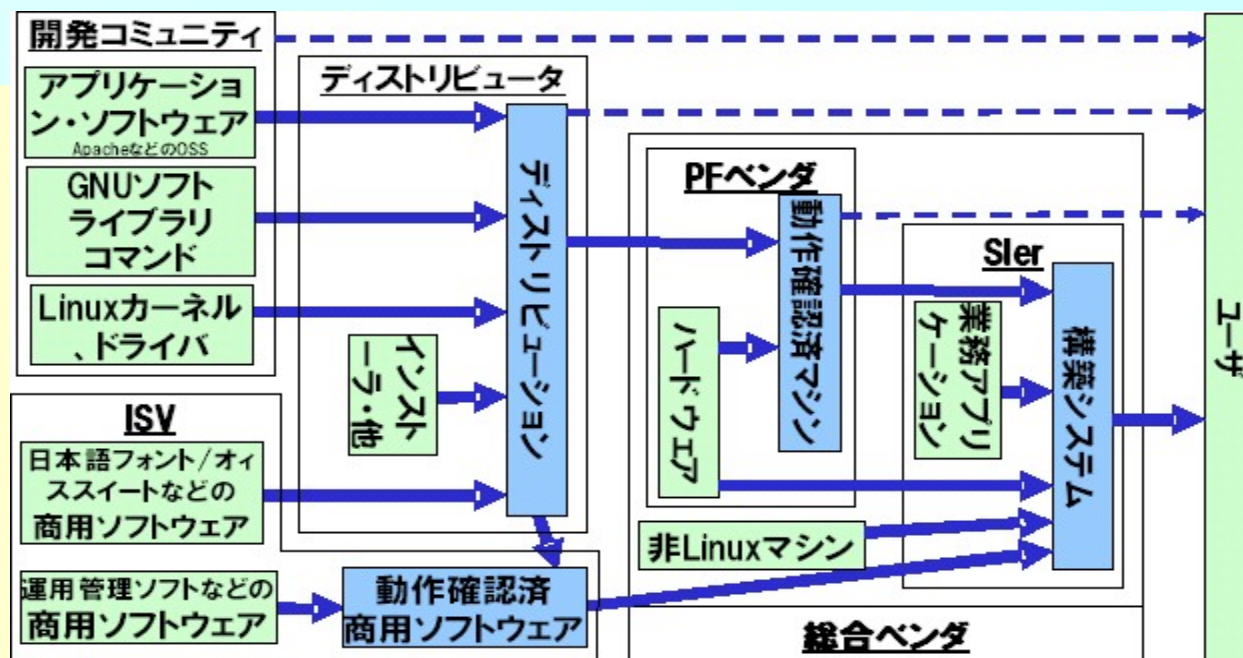 開発コミュニティ
アプリケーショ
ン・ソフトウェア
ApacheなどのOSS
GNUソフト
ライブラリ
コマンド
Linuxカーネル
、ドライバ
ISV
日本語フォント/オィ
ススイートなどの
商用ソフトウェア
運用管理ソフトなどの
商用ソフトウェア
動作確認済
商用ソフトウェア
ディストリビュータ
インスト
ーラ・他
ディストリビューション
PFベンダ
ハードウエア
動作確認済マシン
非Linuxマシン
SIer
業務アプリ
ケーション
構築システム
総合ベンダ
ユーザ